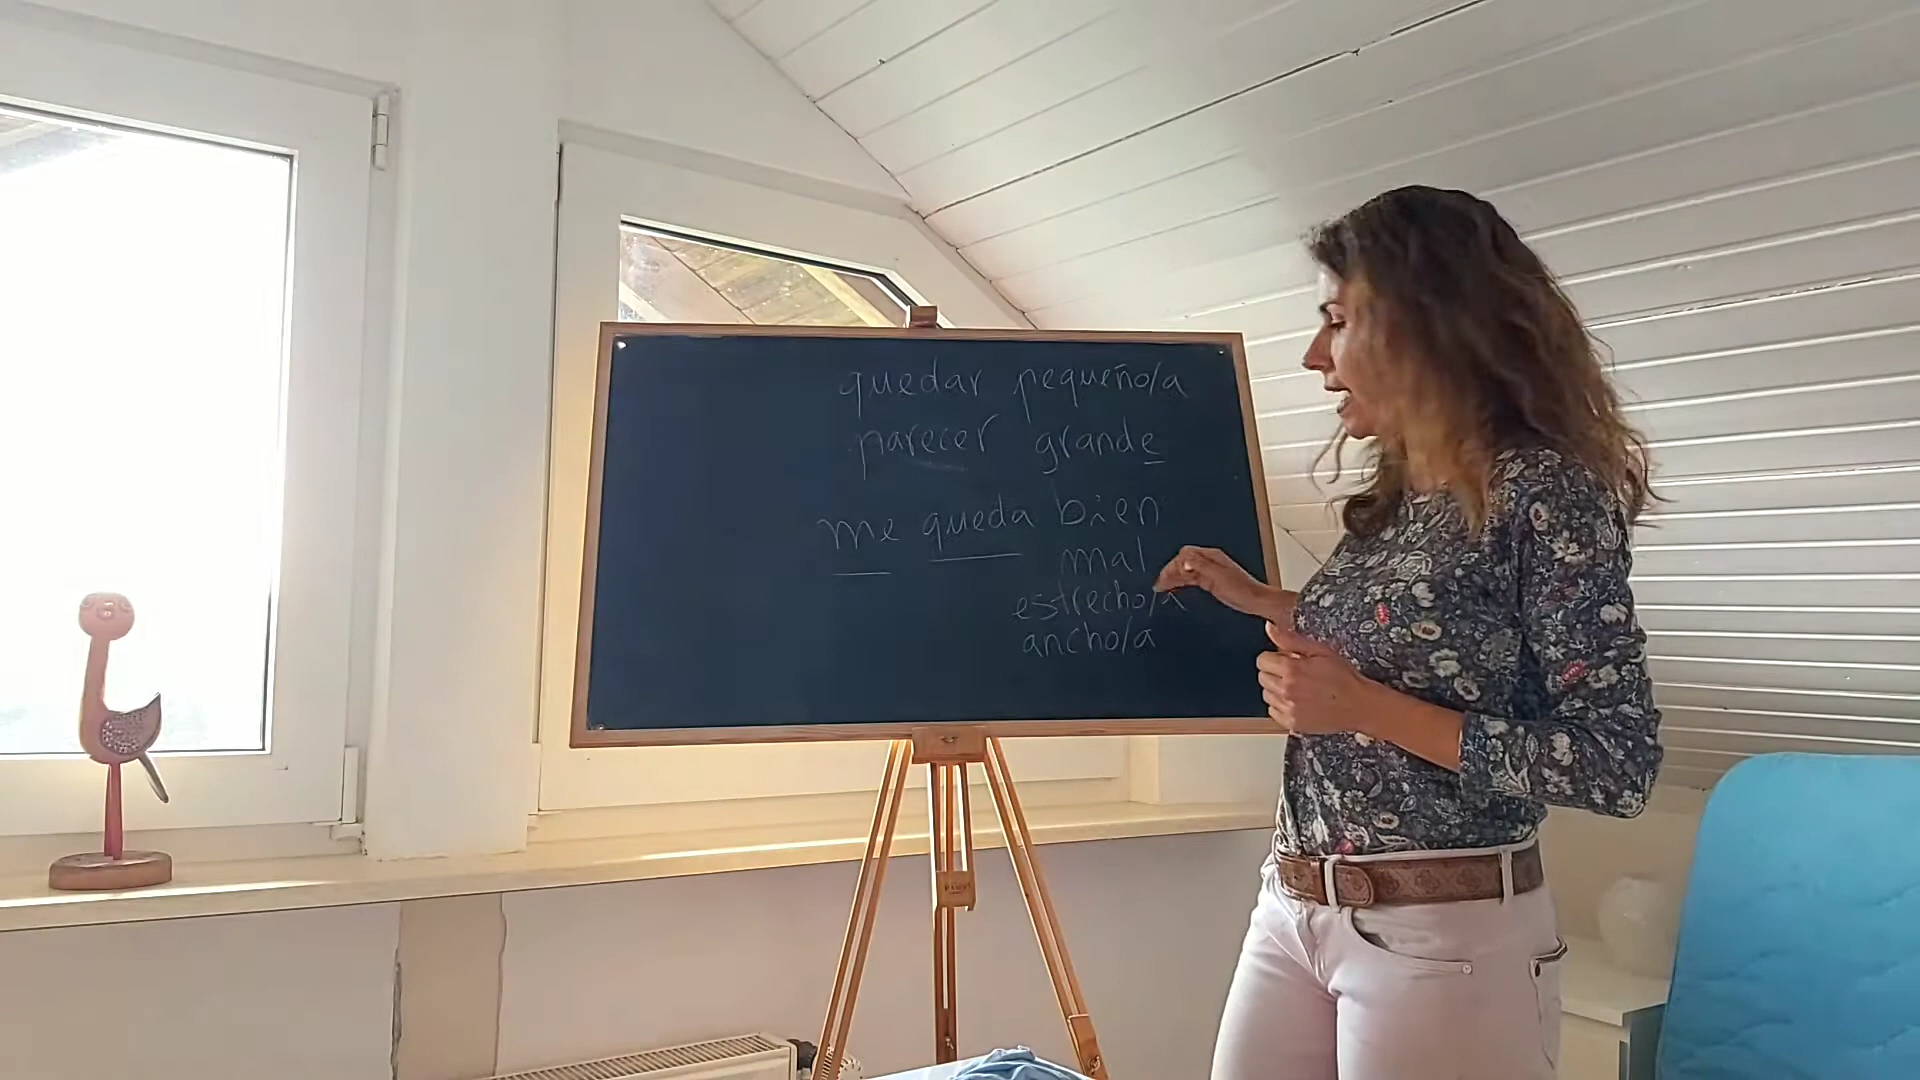 quedar pequeño/a
parecer grande
me queda bien
mal
estrecho/a
ancho/a